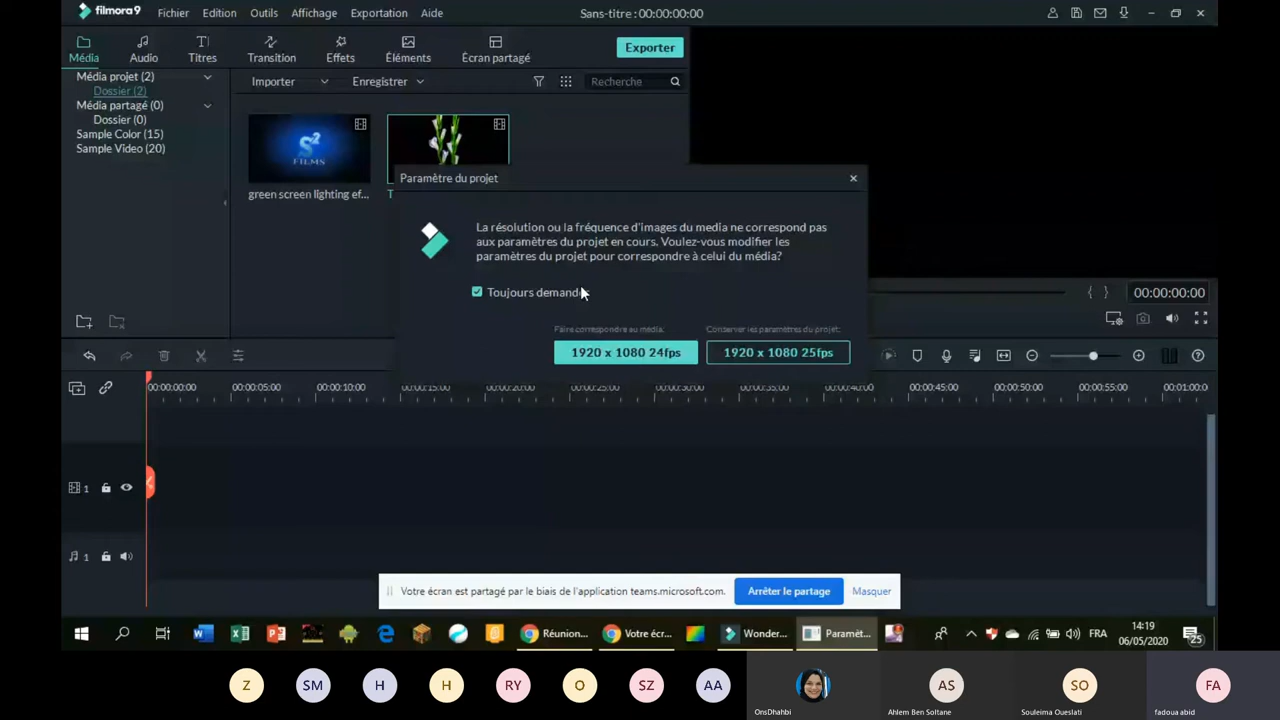 filmora9 Fichier Edition Outils Affichage Exportation Aide Sans-titre : 00:00:00:00
Média Audio Titres Transition Effets Éléments Écran partagé Exporter
Média projet (2)
Dossier (2)
Média partagé (0)
Dossier (0)
Sample Color (15)
Sample Video (20)
Importer Enregistrer Recherche
S2
FILMS
green screen lighting ef...
T
Paramètre du projet
La résolution ou la fréquence d'images du media ne correspond pas
aux paramètres du projet en cours. Voulez-vous modifier les
paramètres du projet pour correspondre à celui du média?
Toujours demander
Faire correspondre au média:
1920 x 1080 24fps
Conserver les paramètres du projet:
1920 x 1080 25fps
{ } 00:00:00:00
00:00:00:00 00:00:05:00 00:00:10:00 00:00:15:00 00:00:20:00 00:00:25:00 00:00:30:00 00:00:35:00 00:00:40:00 00:00:45:00 00:00:50:00 00:00:55:00 00:01:00:0
1
1
Votre écran est partagé par le biais de l'application teams.microsoft.com. Arrêter le partage Masquer
Réunion... Votre écr... Wonder... Paramèt... FRA
14:19
06/05/2020
25
Z SM H H RY O SZ AA AS SO FA
OnsDhahbi Ahlem Ben Soltane Souleima Oueslati fadoua abid